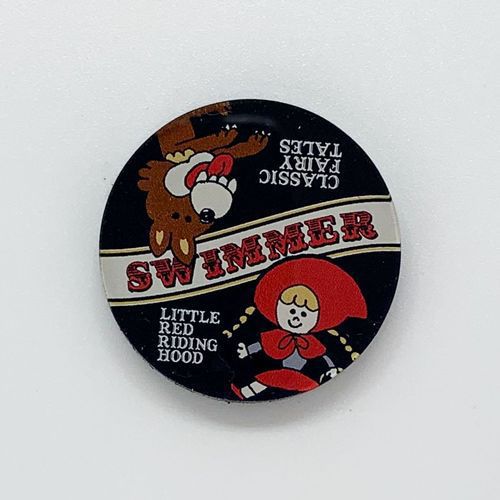 CLASSIC
FAIRY
TALES
SWIMMER
LITTLE
RED
RIDING
HOOD